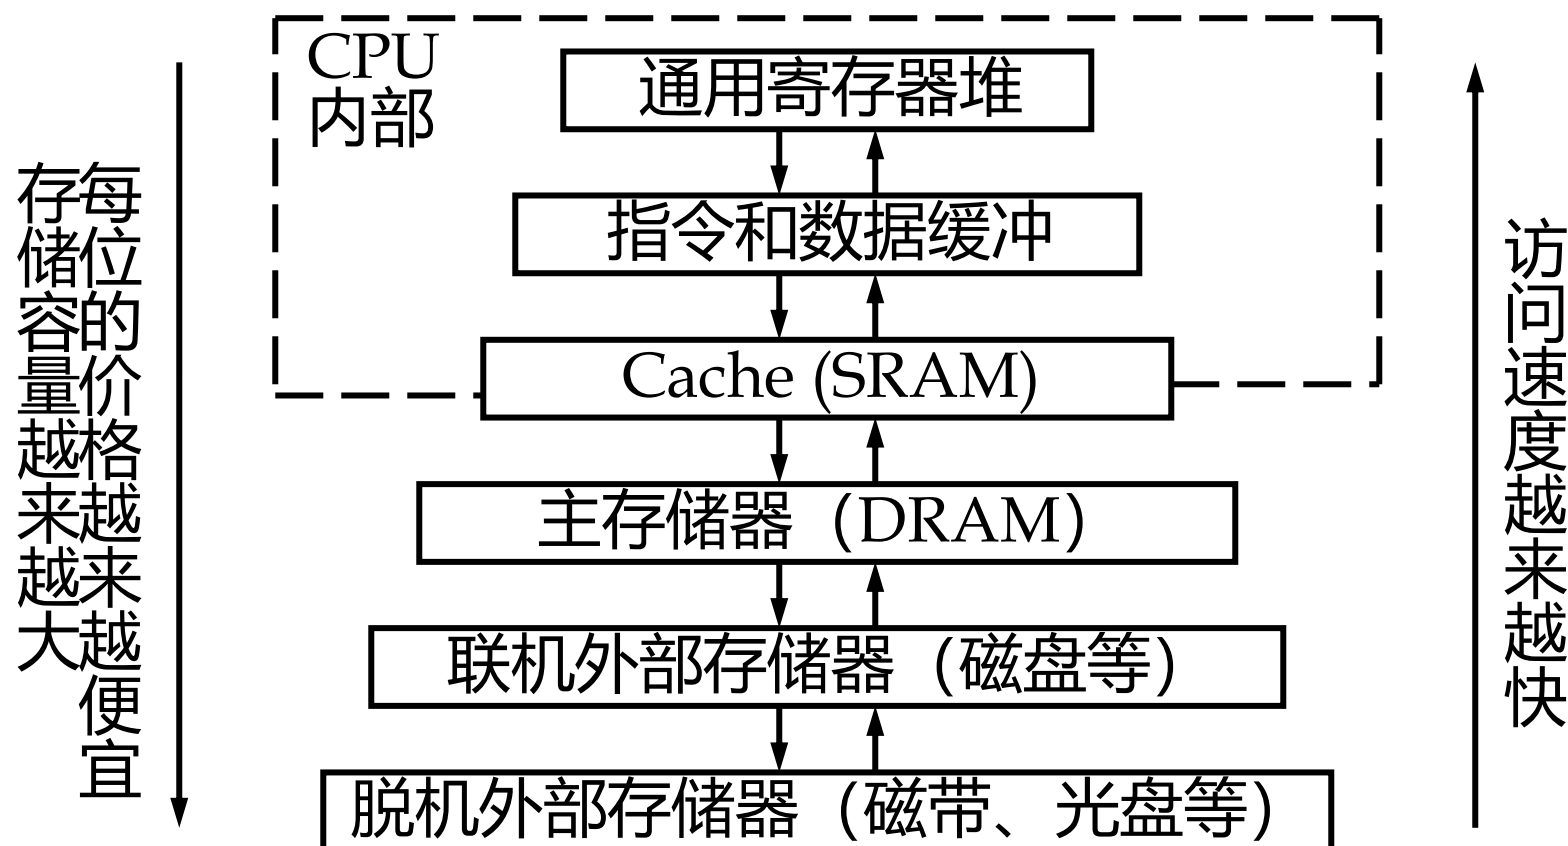 CPU
内部
通用寄存器堆
指令和数据缓冲
Cache (SRAM)
主存储器（DRAM）
联机外部存储器（磁盘等）
脱机外部存储器（磁带、光盘等）
每位的价格越来越便宜
存储容量越来越大
访问速度越来越快